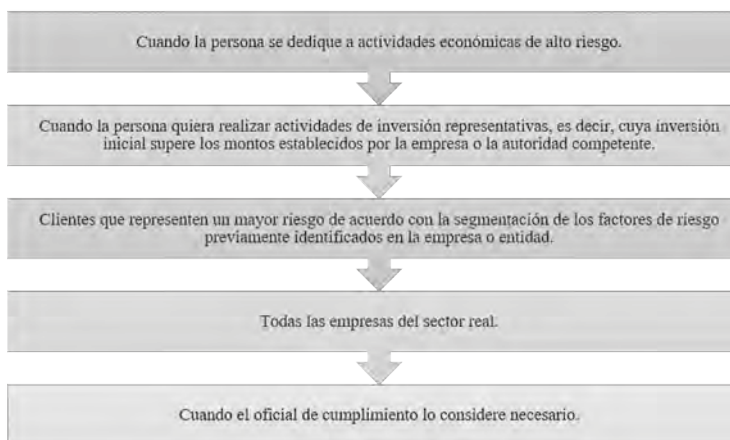 Cuando la persona se dedique a actividades económicas de alto riesgo.
Cuando la persona quiera realizar actividades de inversión representativas, es decir, cuya inversión
inicial supere los montos establecidos por la empresa o la autoridad competente.
Clientes que representen un mayor riesgo de acuerdo con la segmentación de los factores de riesgo
previamente identificados en la empresa o entidad.
Todas las empresas del sector real.
Cuando el oficial de cumplimiento lo considere necesario.